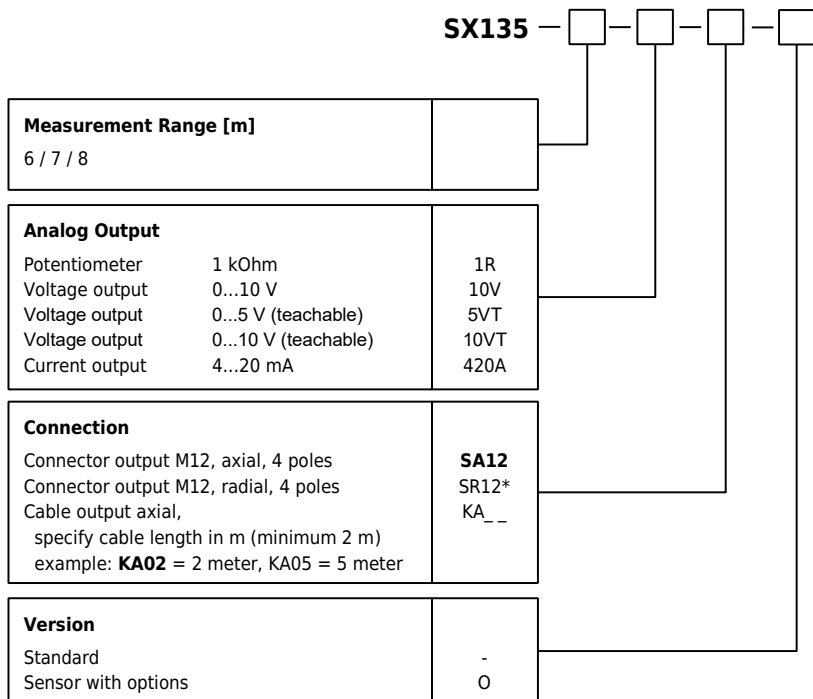 SX135
Measurement Range [m]
6 / 7 / 8
Analog Output
Potentiometer 1 kOhm 1R
Voltage output 0...10 V 10V
Voltage output 0...5 V (teachable) 5VT
Voltage output 0...10 V (teachable) 10VT
Current output 4...20 mA 420A
Connection
Connector output M12, axial, 4 poles SA12
Connector output M12, radial, 4 poles SR12*
Cable output axial, KA_ _
specify cable length in m (minimum 2 m)
example: KA02 = 2 meter, KA05 = 5 meter
Version
Standard -
Sensor with options O